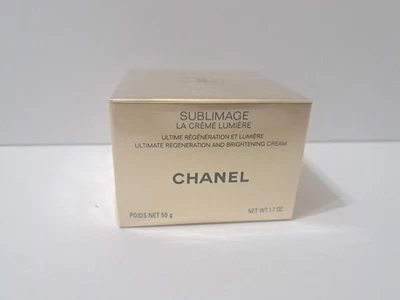 SUBLIMAGE
LA CRÈME LUMIÈRE
ULTIME RÉGÉNÉRATION ET LUMIÈRE
ULTIMATE REGENERATION AND BRIGHTENING CREAM
CHANEL
POIDS NET 50 g NET WT. 1.7 OZ.